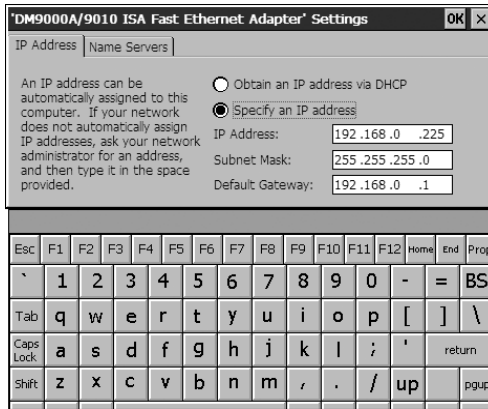 'DM9000A/9010 ISA Fast Ethernet Adapter' Settings OK ×
IP Address Name Servers
An IP address can be
automatically assigned to this
computer. If your network
does not automatically assign
IP addresses, ask your network
administrator for an address,
and then type it in the space
provided.
Obtain an IP address via DHCP
Specify an IP address
IP Address: 192.168.0.225
Subnet Mask: 255.255.255.0
Default Gateway: 192.168.0.1
Esc F1 F2 F3 F4 F5 F6 F7 F8 F9 F10 F11 F12 Home End Prop
` 1 2 3 4 5 6 7 8 9 0 - = BS
Tab q w e r t y u i o p [ ] \
Caps Lock a s d f g h j k l ; ' return
Shift z x c v b n m , . / up pgup